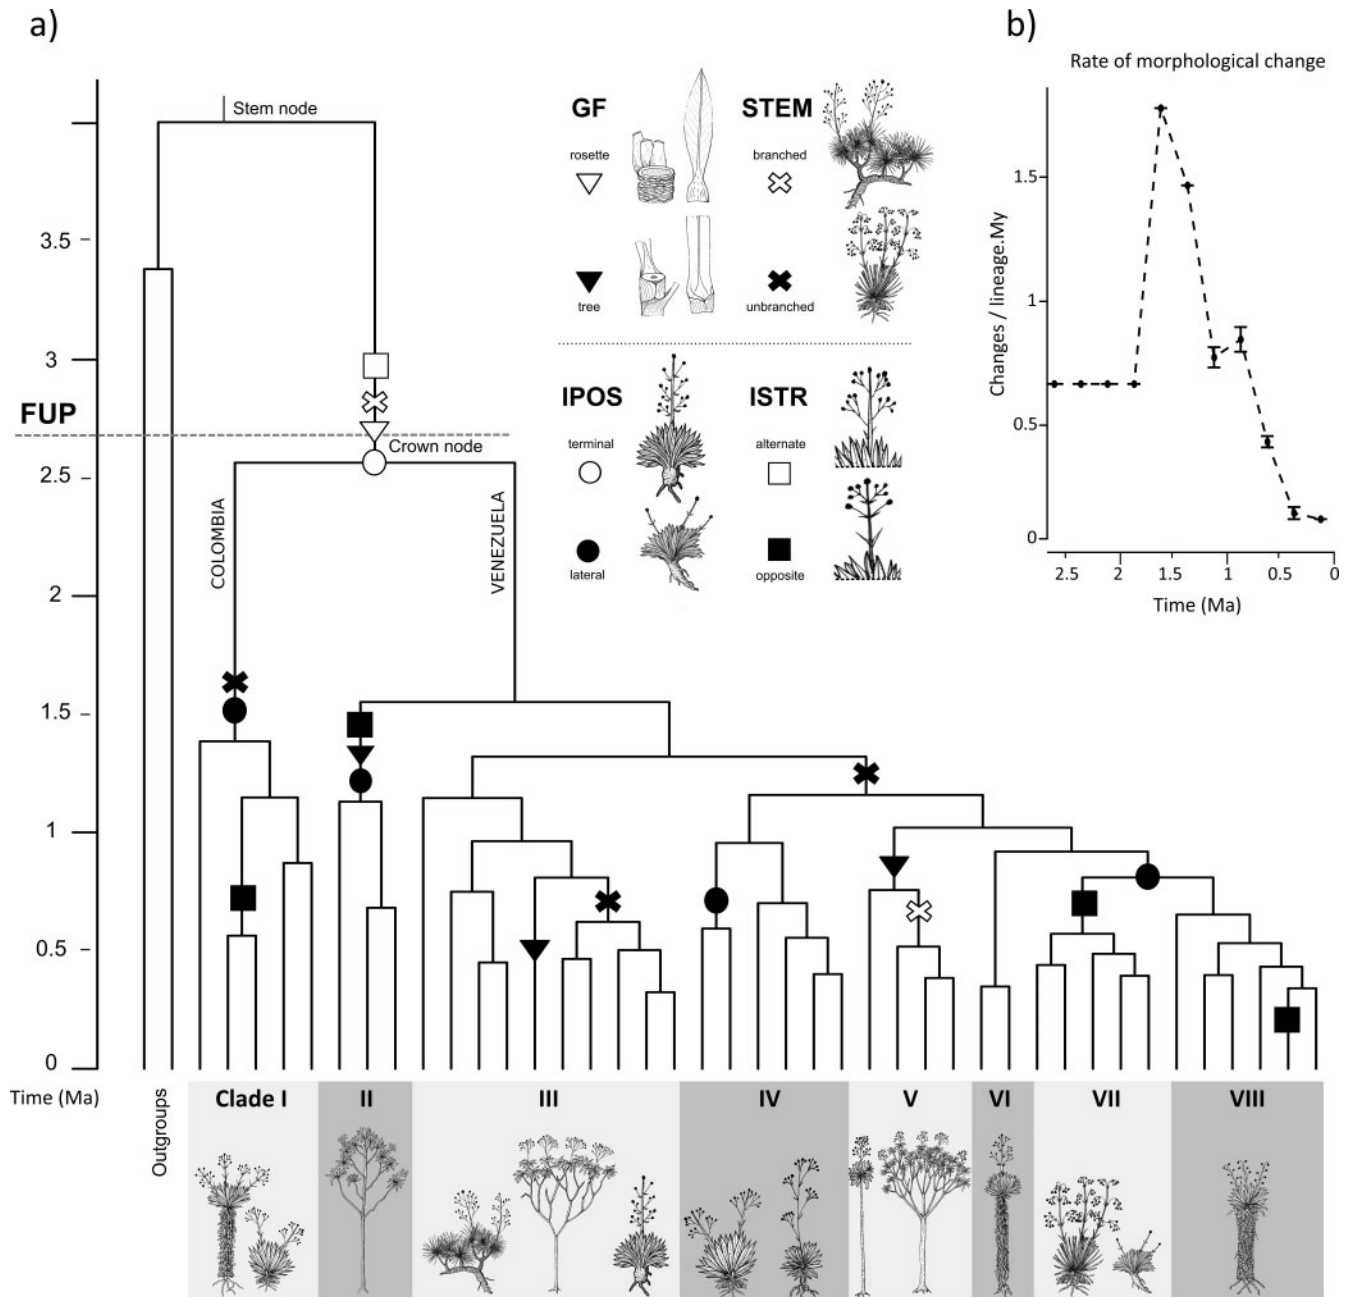 a)
b)
Rate of morphological change
Stem node
GF
STEM
rosette
branched
tree
unbranched
IPOS
ISTR
terminal
alternate
lateral
opposite
3.5
3
FUP
Crown node
2.5
COLOMBIA
VENEZUELA
2
1.5
1
0.5
0
Time (Ma)
Changes / lineage.My
1.5
1
0.5
0
2.5
2
1.5
1
0.5
0
Time (Ma)
Outgroups
Clade I
II
III
IV
V
VI
VII
VIII